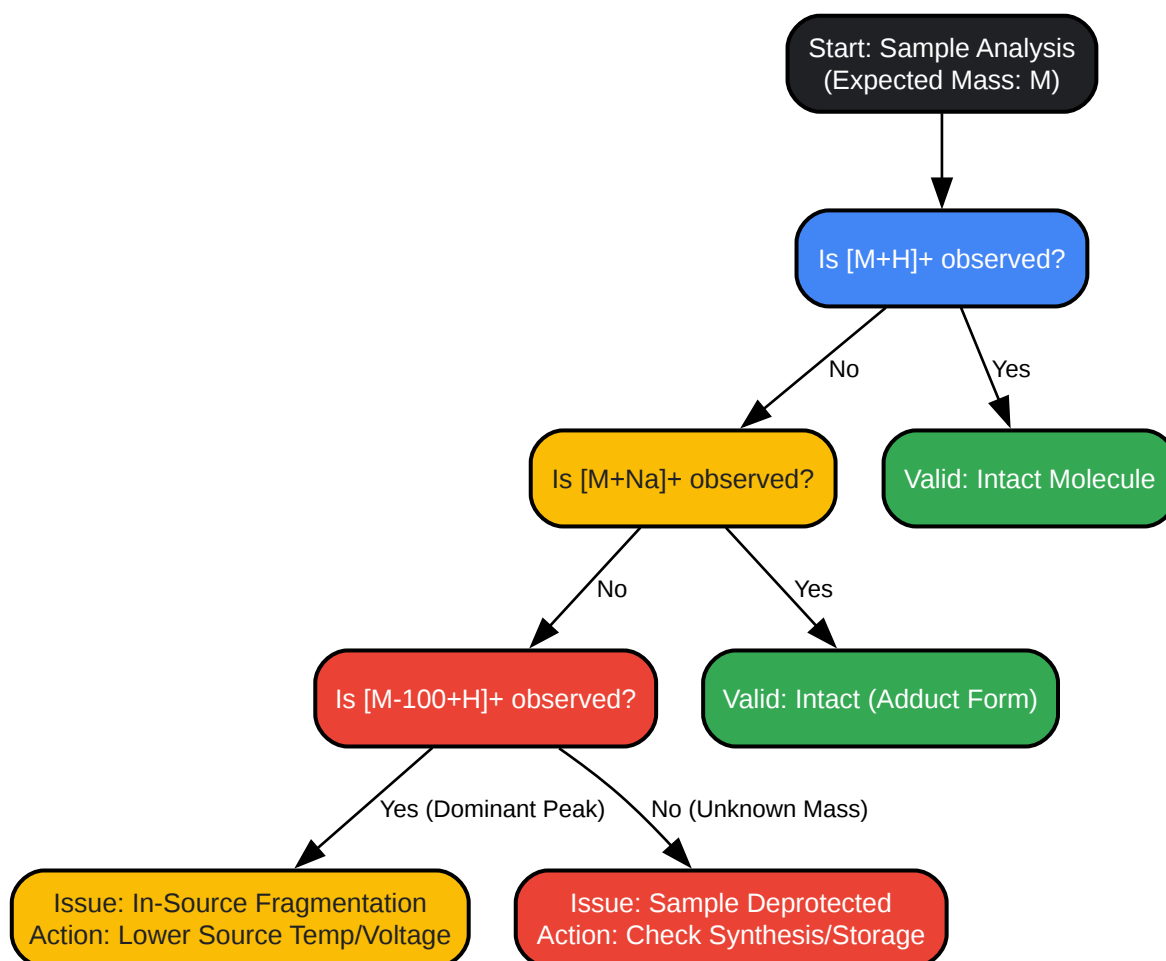 Start: Sample Analysis
(Expected Mass: M)
Is [M+H]+ observed?
No
Yes
Is [M+Na]+ observed?
Valid: Intact Molecule
No
Yes
Is [M-100+H]+ observed?
Valid: Intact (Adduct Form)
Yes (Dominant Peak)
No (Unknown Mass)
Issue: In-Source Fragmentation
Action: Lower Source Temp/Voltage
Issue: Sample Deprotected
Action: Check Synthesis/Storage